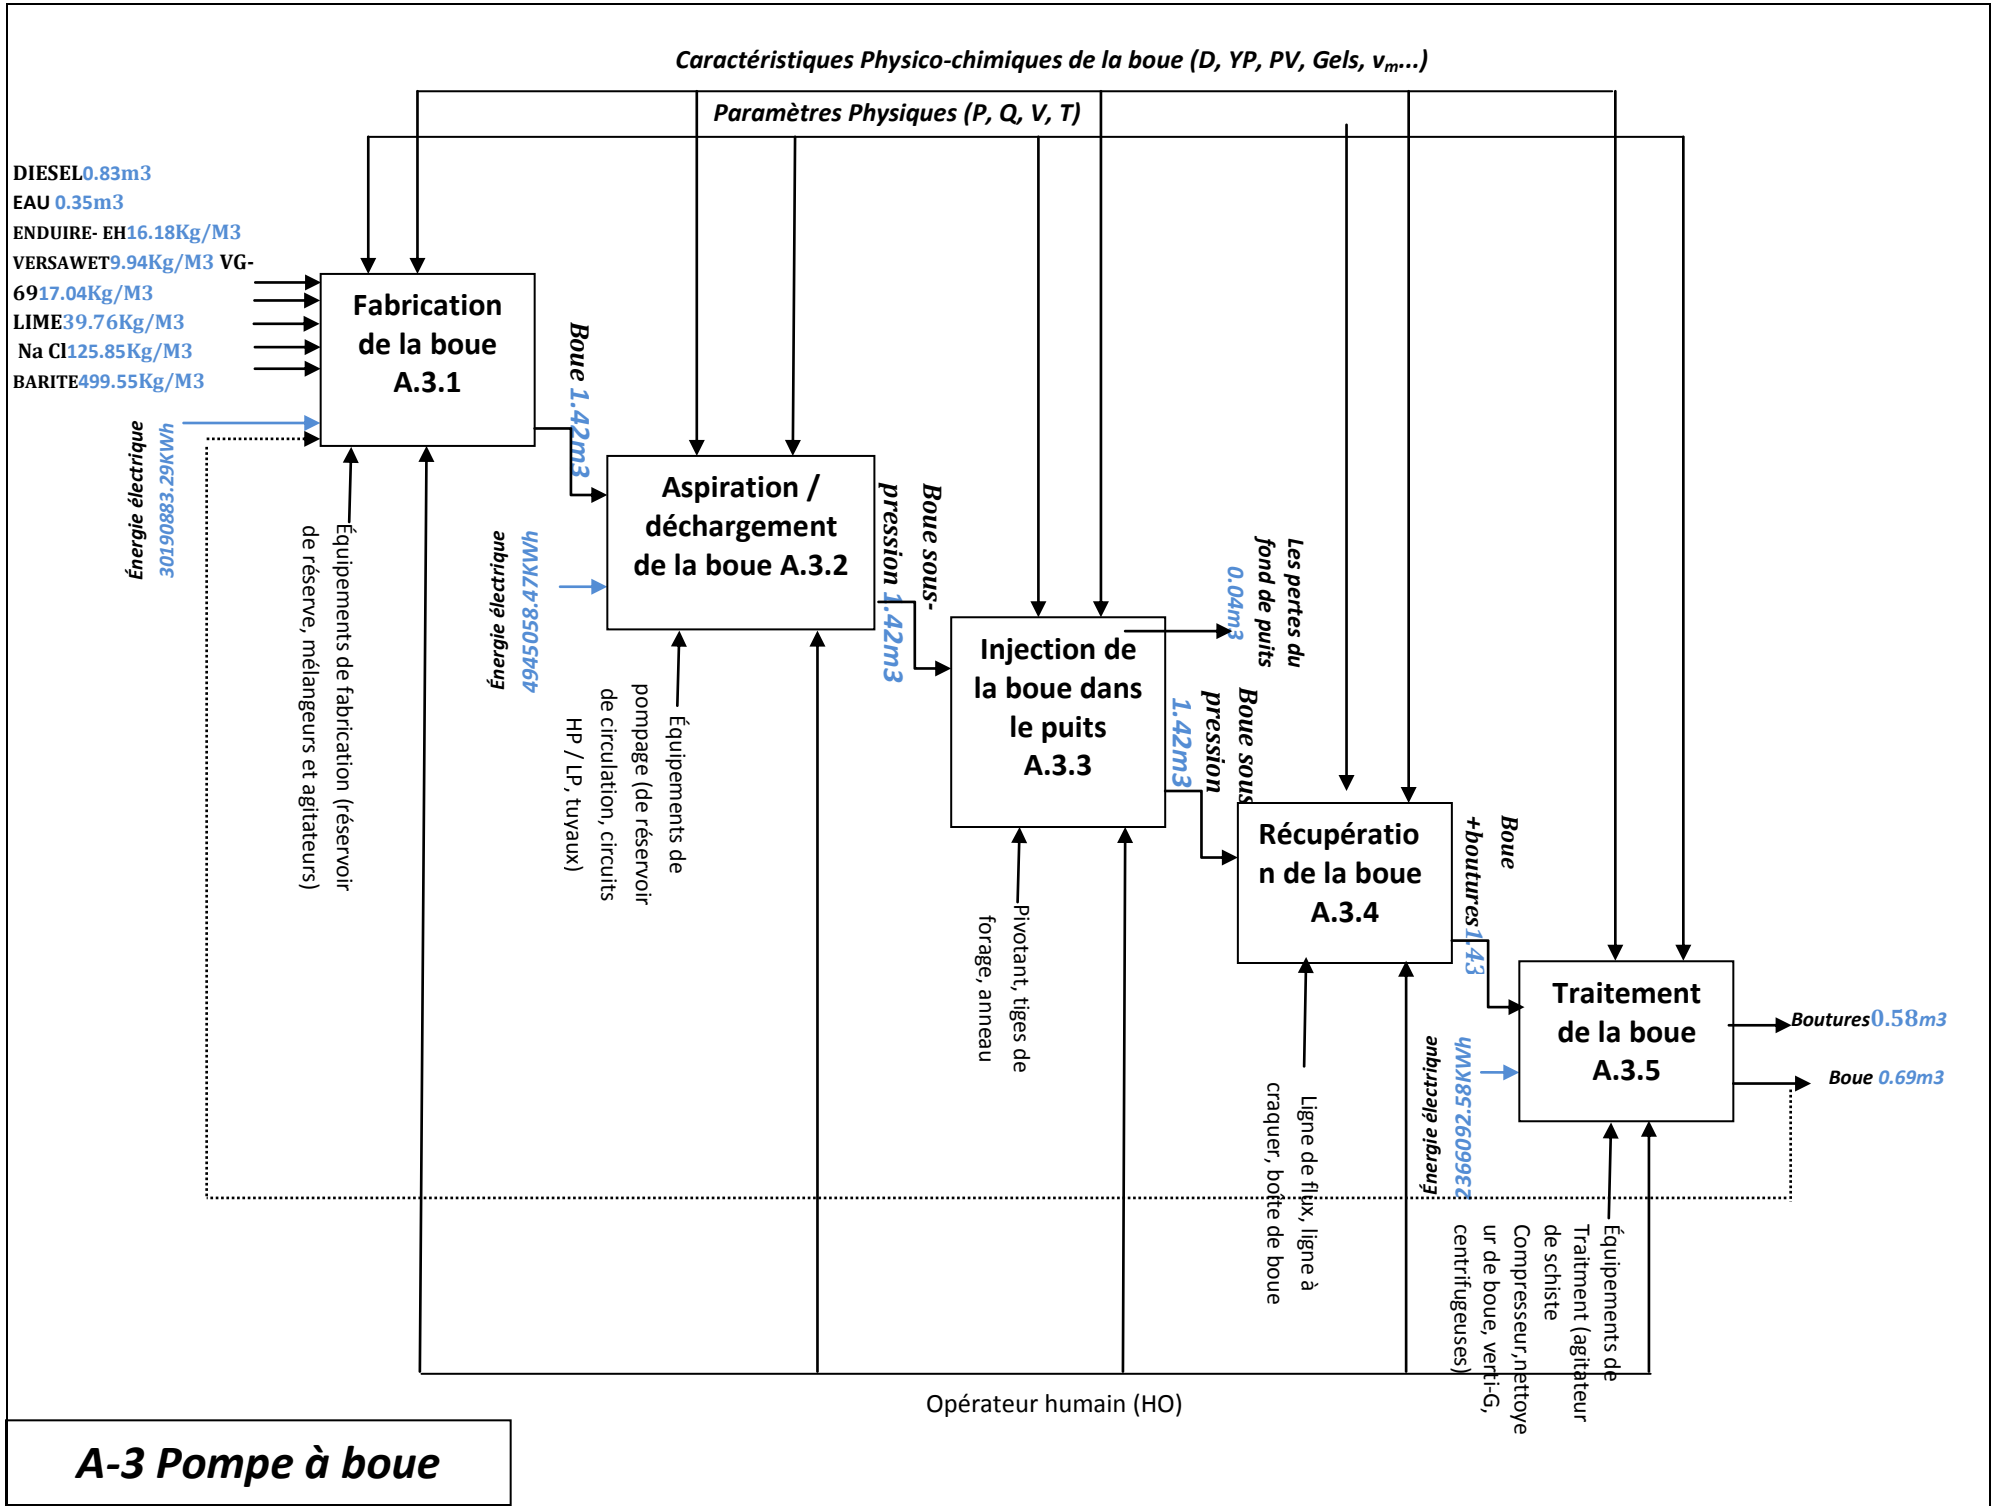 Caractéristiques Physico-chimiques de la boue (D, YP, PV, Gels, vm...)
Paramètres Physiques (P, Q, V, T)
DIESEL0.83m3
EAU 0.35m3
ENDUIRE- EH16.18Kg/M3
VERSAWET9.94Kg/M3 VG-
6917.04Kg/M3
LIME39.76Kg/M3
Na Cl125.85Kg/M3
BARITE499.55Kg/M3
Énergie électrique
30190883.29KWh
Fabrication
de la boue
A.3.1
Équipements de fabrication (réservoir
de réserve, mélangeurs et agitateurs)
Boue 1.42m3
Aspiration /
déchargement
de la boue A.3.2
Énergie électrique
4945058.47KWh
Équipements de
pompage (de réservoir
de circulation, circuits
HP / LP, tuyaux)
Boue sous-
pression 1.42m3
Injection de
la boue dans
le puits
A.3.3
Les pertes du
fond de puits
0.04m3
Pivotant, tiges de
forage, anneau
Boue sous
pression
1.42m3
Récupératio
n de la boue
A.3.4
Ligne de flux, ligne à
craquer, boîte de boue
Boue
+boutures1.43
Traitement
de la boue
A.3.5
Énergie électrique
23660962.58KWh
Équipements de
Traitment (agitateur
de schiste
Compresseur,nettoye
ur de boue, verti-G,
centrifugeuses)
Boutures0.58m3
Boue 0.69m3
Opérateur humain (HO)
A-3 Pompe à boue